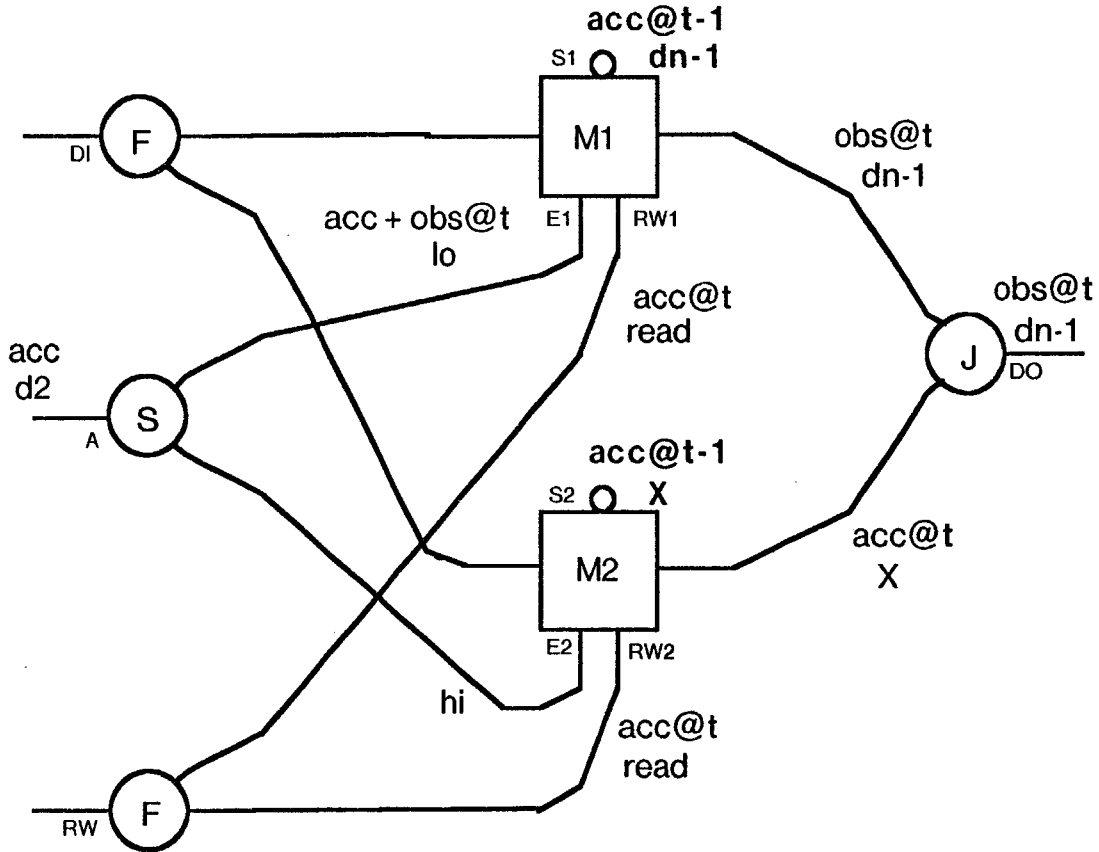 acc@t-1
S1
dn-1
DI
F
M1
obs@t
dn-1
acc + obs@t
lo
E1
RW1
acc@t
read
obs@t
dn-1
J
DO
acc
d2
A
S
acc@t-1
S2
X
M2
acc@t
X
E2
RW2
hi
acc@t
read
RW
F